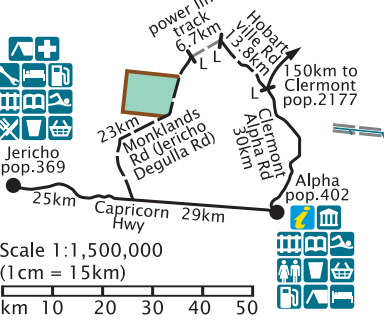 power lin
track
6.7km
Hobart-
ville Rd
13.8km
L L
L
150km to
Clermont
pop.2177
23km
Monklands
Rd (Jericho
Degulla Rd)
Clermont
Alpha Rd
30km
Jericho
pop.369
Alpha
pop.402
25km
Capricorn
Hwy
29km
i
Scale 1:1,500,000
(1cm = 15km)
km 10 20 30 40 50